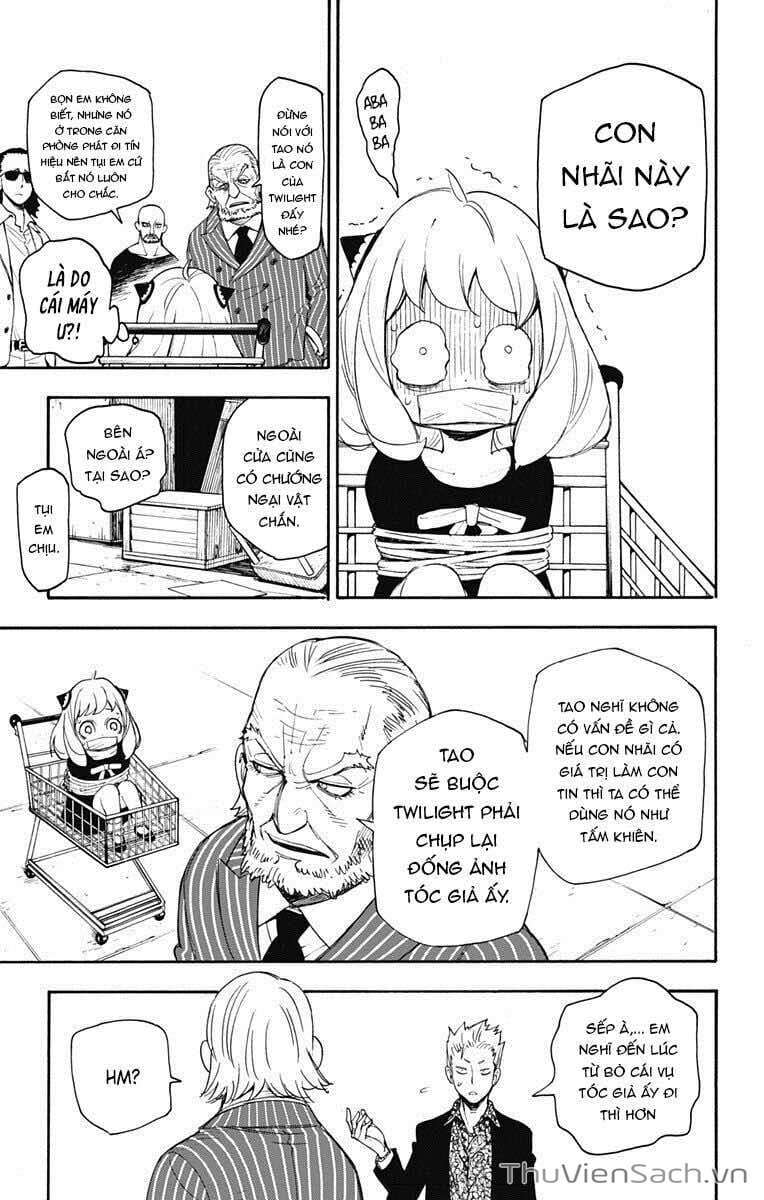 CON
NHÃI NÀY
LÀ SAO?
ABA
BA
BA
ĐỪNG
NÓI VỚI
TAO NÓ
LÀ CON
CỦA
TWILIGHT
ĐẤY
NHÉ?
BỌN EM KHÔNG
BIẾT, NHƯNG NÓ
Ở TRONG CĂN
PHÒNG PHÁT ĐI TÍN
HIỆU NÊN TỤI EM CỨ
BẮT NÓ LUÔN
CHO CHẮC.
LÀ DO
CÁI MÁY
Ư?!
NGOÀI
CỬA CŨNG
CÓ CHƯỚNG
NGẠI VẬT
CHẮN.
BÊN
NGOÀI Á?
TẠI SAO?
TỤI
EM
CHỊU.
TAO NGHĨ KHÔNG
CÓ VẤN ĐỀ GÌ CẢ.
NẾU CON NHÃI CÓ
GIÁ TRỊ LÀM CON
TIN THÌ TA CÓ THỂ
DÙNG NÓ NHƯ
TẤM KHIÊN.
TAO
SẼ BUỘC
TWILIGHT PHẢI
CHỤP LẠI
ĐỐNG ẢNH
TÓC GIẢ ẤY.
SẾP À,... EM
NGHĨ ĐẾN LÚC
TỪ BỎ CÁI VỤ
TÓC GIẢ ẤY ĐI
THÌ HƠN
HM?
ThuVienSach.vn